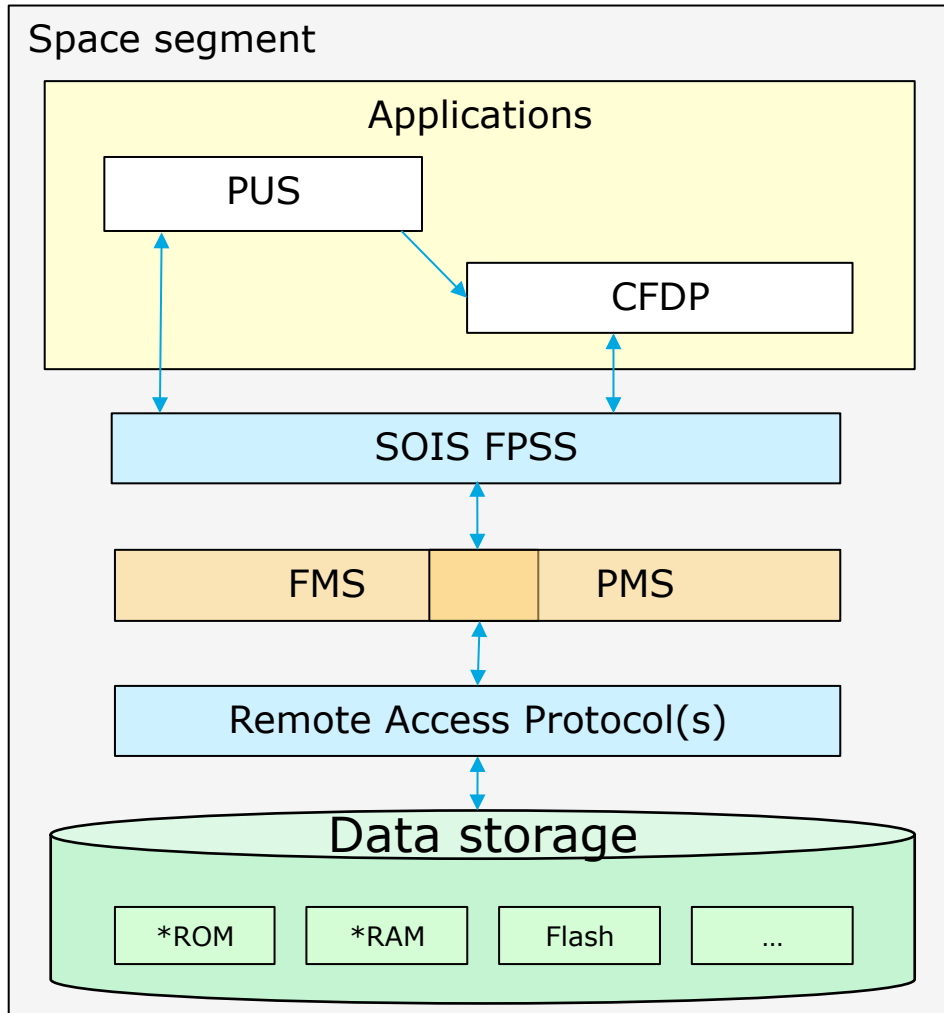 Space segment
Applications
PUS
CFDP
SOIS FPSS
FMS PMS
Remote Access Protocol(s)
Data storage
*ROM *RAM Flash …